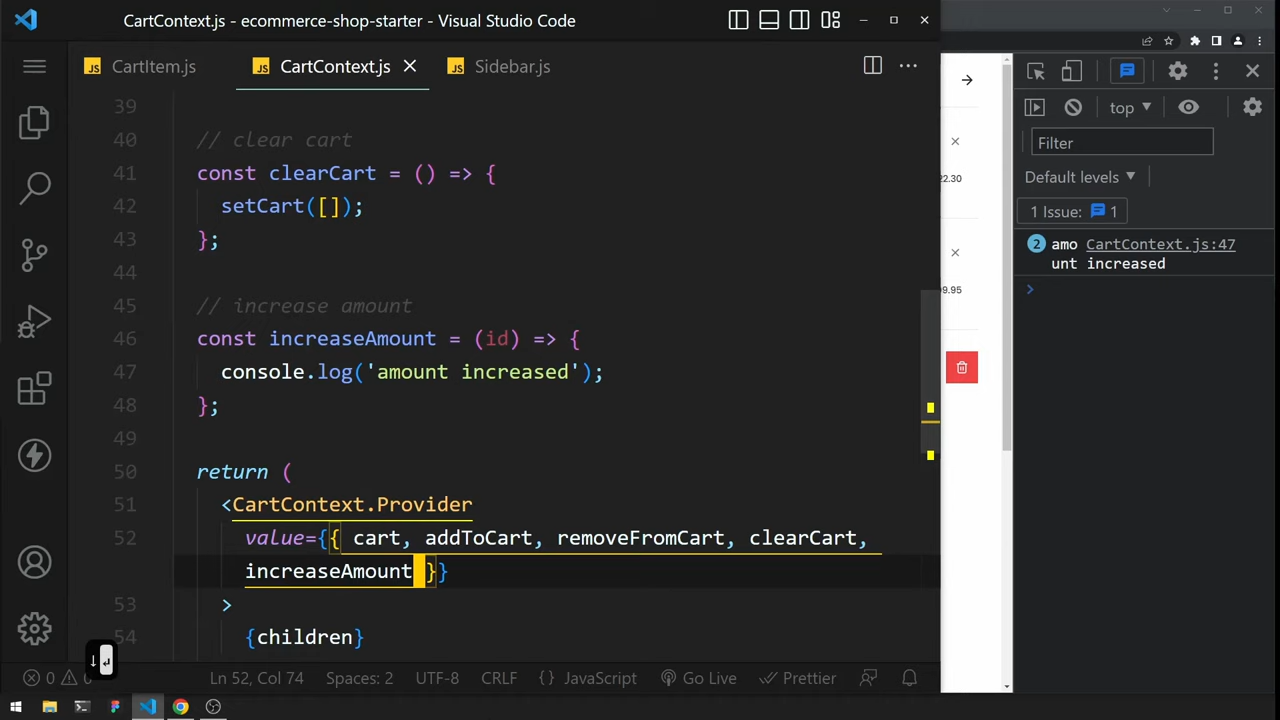 CartContext.js - ecommerce-shop-starter - Visual Studio Code
CartItem.js
CartContext.js
Sidebar.js
39
40 // clear cart
41 const clearCart = () => {
42 setCart([]);
43 };
44
45 // increase amount
46 const increaseAmount = (id) => {
47 console.log('amount increased');
48 };
49
50 return (
51 <CartContext.Provider
52 value={{ cart, addToCart, removeFromCart, clearCart,
increaseAmount }}
53 >
54 {children}
0
Ln 52, Col 74
Spaces: 2
UTF-8
CRLF
{} JavaScript
Go Live
Prettier
22.30
9.95
top
Filter
Default levels
1 Issue: 1
2 amo CartContext.js:47
unt increased